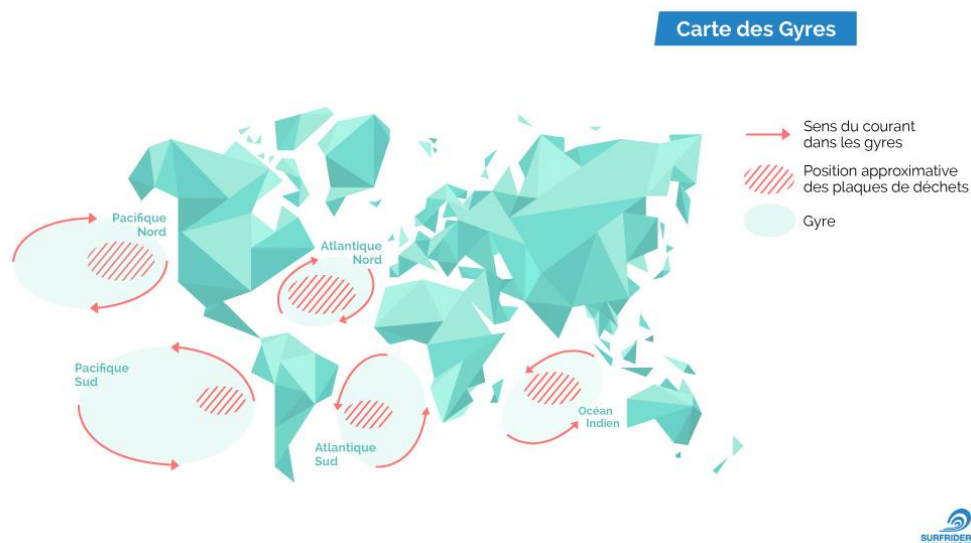 Carte des Gyres
Sens du courant
dans les gyres
Position approximative
des plaques de déchets
Gyre
Pacifique
Nord
Atlantique
Nord
Pacifique
Sud
Atlantique
Sud
Océan
Indien
SURFRIDER